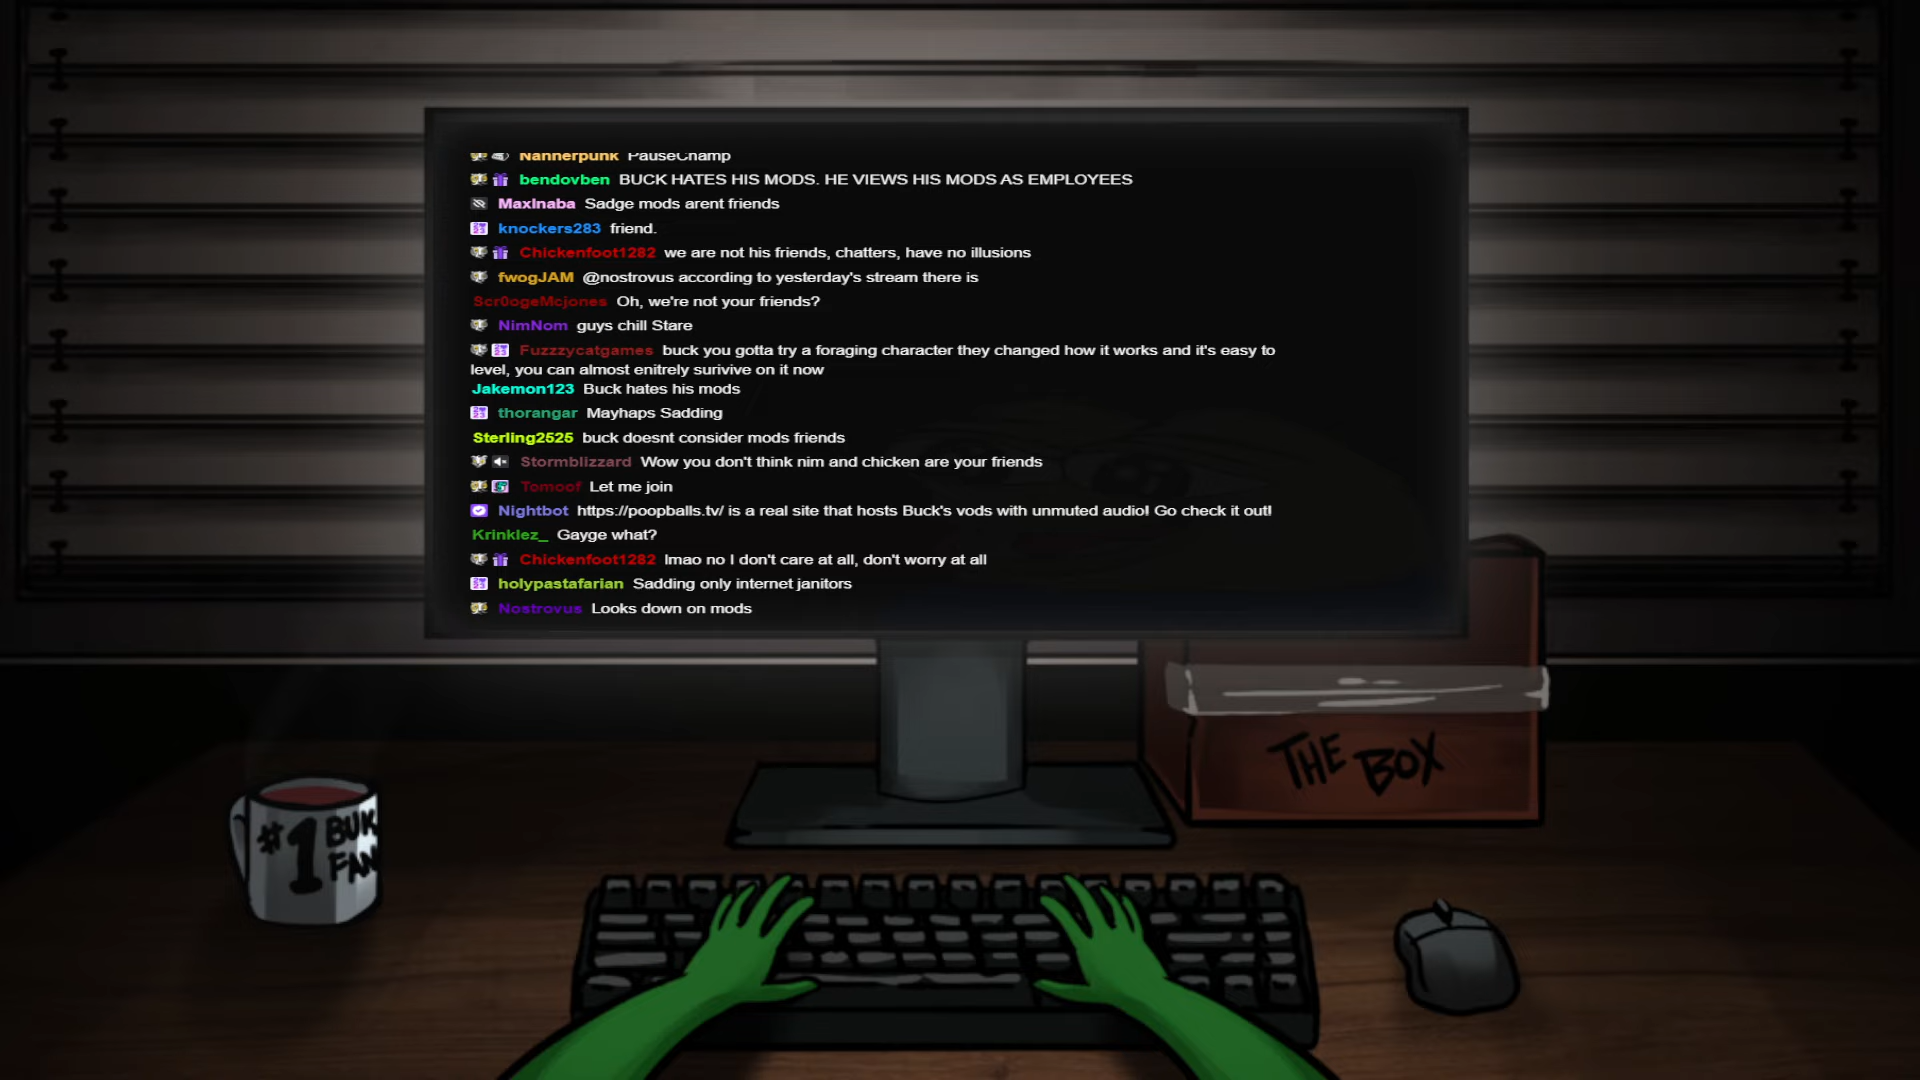 Nannerpunk PauseChamp
bendovben BUCK HATES HIS MODS. HE VIEWS HIS MODS AS EMPLOYEES
MaxInaba Sadge mods arent friends
knockers283 friend.
Chickenfoot1282 we are not his friends, chatters, have no illusions
fwogJAM @nostrovus according to yesterday's stream there is
Scr0ogeMcjones Oh, we're not your friends?
NimNom guys chill Stare
Fuzzzycatgames buck you gotta try a foraging character they changed how it works and it's easy to
level, you can almost enitrely surivive on it now
Jakemon123 Buck hates his mods
thorangar Mayhaps Sadding
Sterling2525 buck doesnt consider mods friends
Stormblizzard Wow you don't think nim and chicken are your friends
Tomoof Let me join
Nightbot https://poopballs.tv/ is a real site that hosts Buck's vods with unmuted audio! Go check it out!
Krinklez_ Gayge what?
Chickenfoot1282 lmao no I don't care at all, don't worry at all
holypastafarian Sadding only internet janitors
Nostrovus Looks down on mods
THE BOX
#1 BUK
FAN